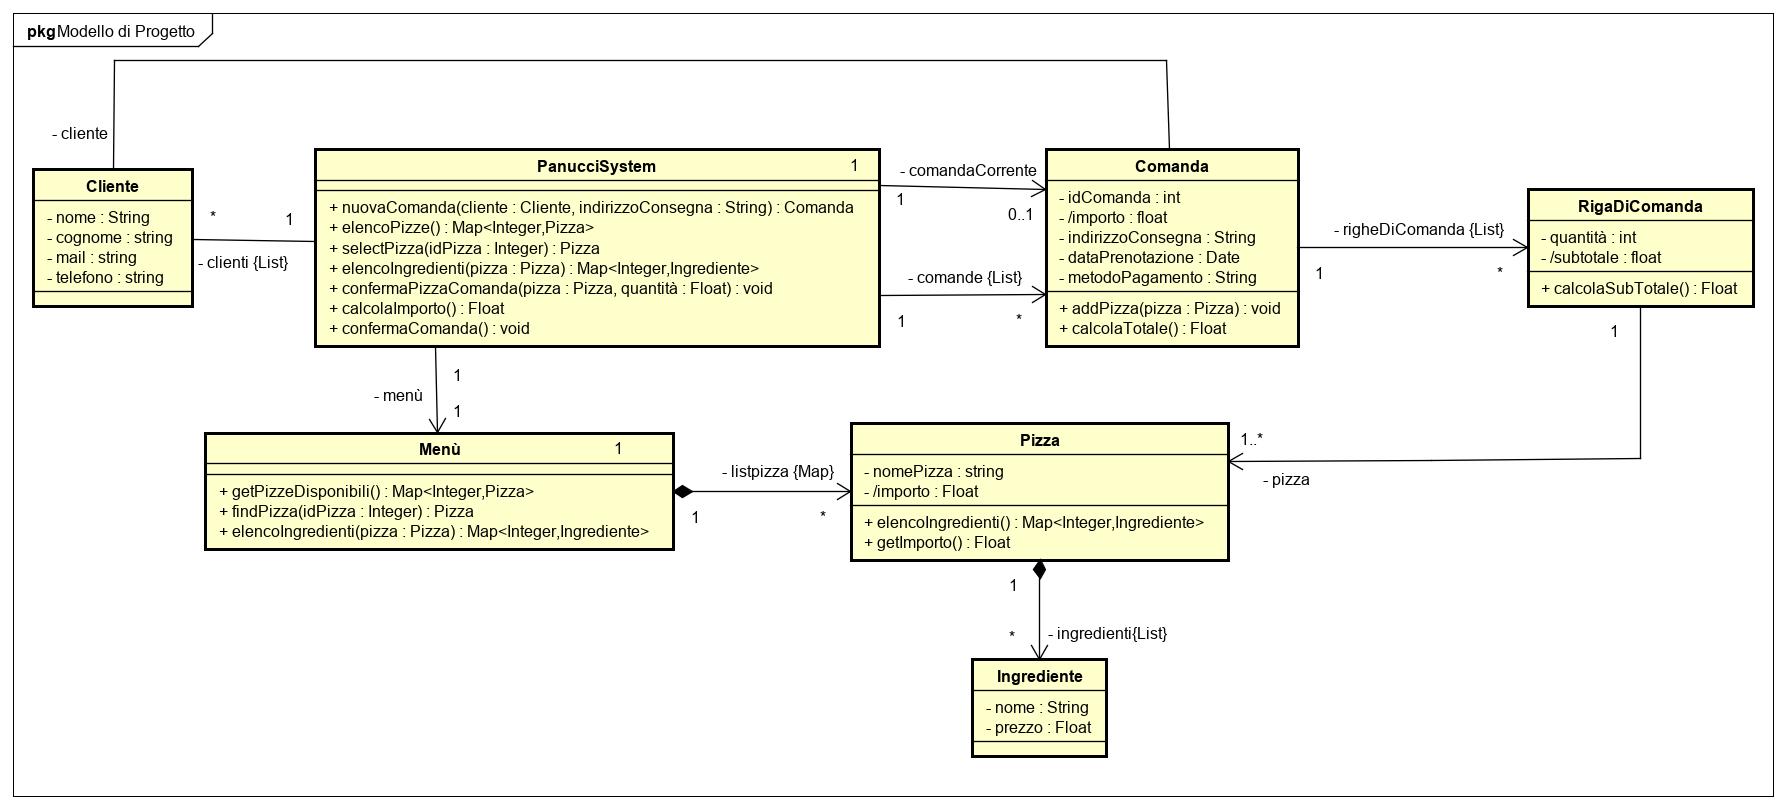 pkg Modello di Progetto
- cliente
Cliente
- nome : String
- cognome : string
- mail : string
- telefono : string
*
1
- clienti {List}
PanucciSystem 1
+ nuovaComanda(cliente : Cliente, indirizzoConsegna : String) : Comanda
+ elencoPizze() : Map<Integer,Pizza>
+ selectPizza(idPizza : Integer) : Pizza
+ elencoIngredienti(pizza : Pizza) : Map<Integer,Ingrediente>
+ confermaPizzaComanda(pizza : Pizza, quantità : Float) : void
+ calcolaImporto() : Float
+ confermaComanda() : void
- comandaCorrente
1
0..1
- comande {List}
1
*
Comanda
- idComanda : int
- /importo : float
- indirizzoConsegna : String
- dataPrenotazione : Date
- metodoPagamento : String
+ addPizza(pizza : Pizza) : void
+ calcolaTotale() : Float
- righeDiComanda {List}
1
*
RigaDiComanda
- quantità : int
- /subtotale : float
+ calcolaSubTotale() : Float
1
1..*
- pizza
1
- menù
1
Menù 1
+ getPizzeDisponibili() : Map<Integer,Pizza>
+ findPizza(idPizza : Integer) : Pizza
+ elencoIngredienti(pizza : Pizza) : Map<Integer,Ingrediente>
- listpizza {Map}
1
*
Pizza
- nomePizza : string
- /importo : Float
+ elencoIngredienti() : Map<Integer,Ingrediente>
+ getImporto() : Float
1
*
- ingredienti{List}
Ingrediente
- nome : String
- prezzo : Float